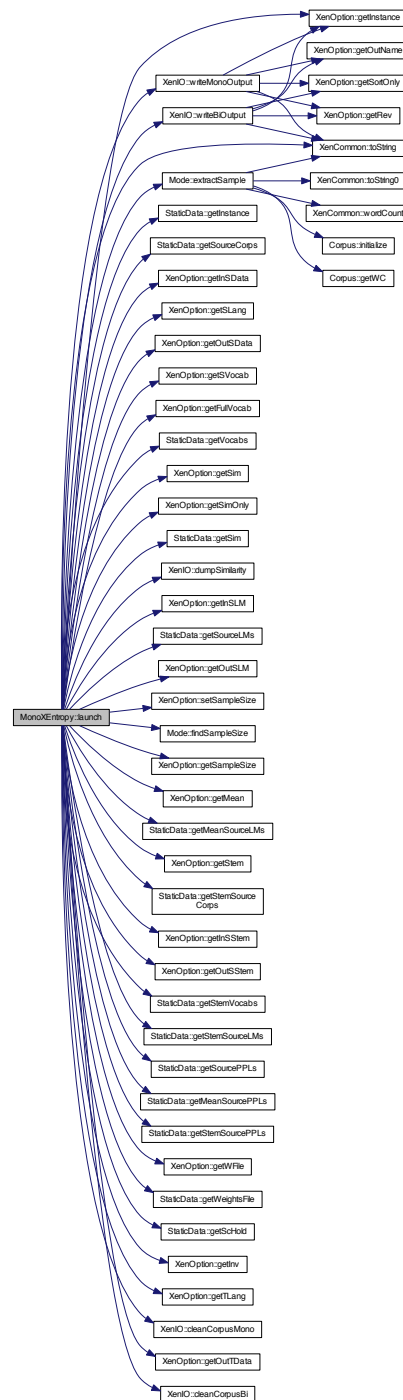 XenOption::getInstance
XenOption::getOutName
XenIO::writeMonoOutput
XenOption::getSortOnly
XenIO::writeBiOutput
XenOption::getRev
XenCommon::toString
Mode::extractSample
XenCommon::toString0
StaticData::getInstance
XenCommon::wordCount
StaticData::getSourceCorps
Corpus::initialize
XenOption::getInSData
Corpus::getWC
XenOption::getSLang
XenOption::getOutSData
XenOption::getSVocab
XenOption::getFullVocab
StaticData::getVocabs
XenOption::getSim
XenOption::getSimOnly
StaticData::getSim
XenIO::dumpSimilarity
XenOption::getInSLM
StaticData::getSourceLMs
XenOption::getOutSLM
XenOption::setSampleSize
MonoXEntropy::launch
Mode::findSampleSize
XenOption::getSampleSize
XenOption::getMean
StaticData::getMeanSourceLMs
XenOption::getStem
StaticData::getStemSource
Corps
XenOption::getInSStem
XenOption::getOutSStem
StaticData::getStemVocabs
StaticData::getStemSourceLMs
StaticData::getSourcePPLs
StaticData::getMeanSourcePPLs
StaticData::getStemSourcePPLs
XenOption::getWFile
StaticData::getWeightsFile
StaticData::getScHold
XenOption::getInv
XenOption::getTLang
XenIO::cleanCorpusMono
XenOption::getOutTData
XenIO::cleanCorpusBi